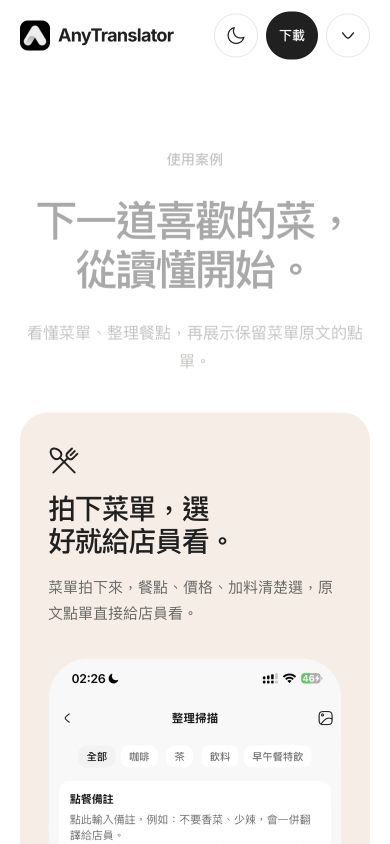 AnyTranslator
下載
使用案例
下一道喜歡的菜，
從讀懂開始。
看懂菜單、整理餐點，再展示保留菜單原文的點
單。
拍下菜單，選
好就給店員看。
菜單拍下來，餐點、價格、加料清楚選，原
文點單直接給店員看。
02:26
46
整理掃描
全部 咖啡 茶 飲料 早午餐特飲
點餐備註
點此輸入備註，例如：不要香菜、少辣，會一併翻
譯給店員。